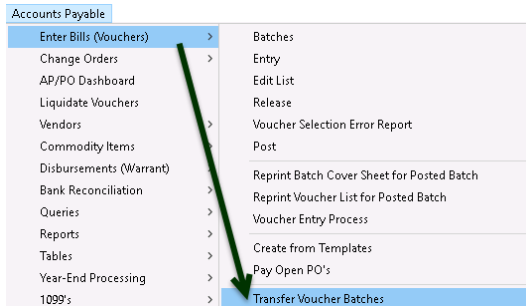 Accounts Payable
Enter Bills (Vouchers)
Change Orders
AP/PO Dashboard
Liquidate Vouchers
Vendors
Commodity Items
Disbursements (Warrant)
Bank Reconciliation
Queries
Reports
Tables
Year-End Processing
1099's
Batches
Entry
Edit List
Release
Voucher Selection Error Report
Post
Reprint Batch Cover Sheet for Posted Batch
Reprint Voucher List for Posted Batch
Voucher Entry Process
Create from Templates
Pay Open PO's
Transfer Voucher Batches